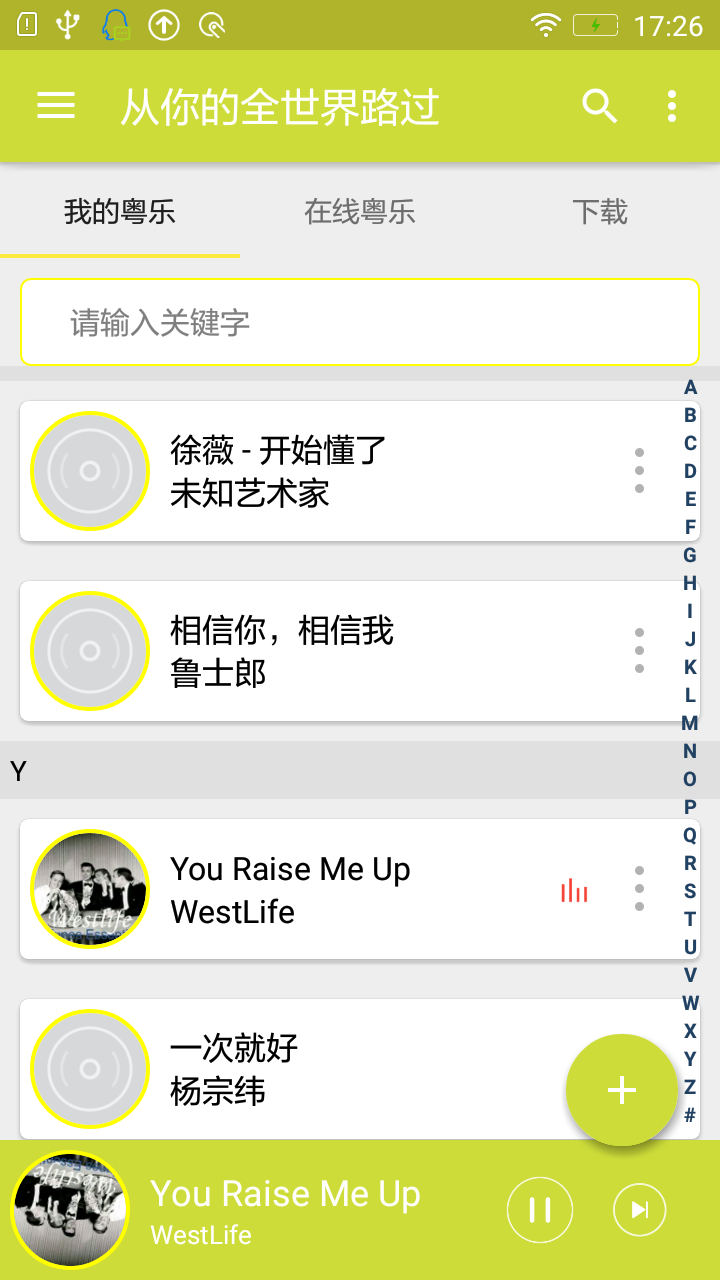 17:26
从你的全世界路过
我的粤乐 在线粤乐 下载
请输入关键字
徐薇 - 开始懂了
未知艺术家
相信你，相信我
鲁士郎
Y
You Raise Me Up
WestLife
Westlife
一次就好
杨宗纬
A
B
C
D
E
F
G
H
I
J
K
L
M
N
O
P
Q
R
S
T
U
V
W
X
Y
Z
#
You Raise Me Up
WestLife